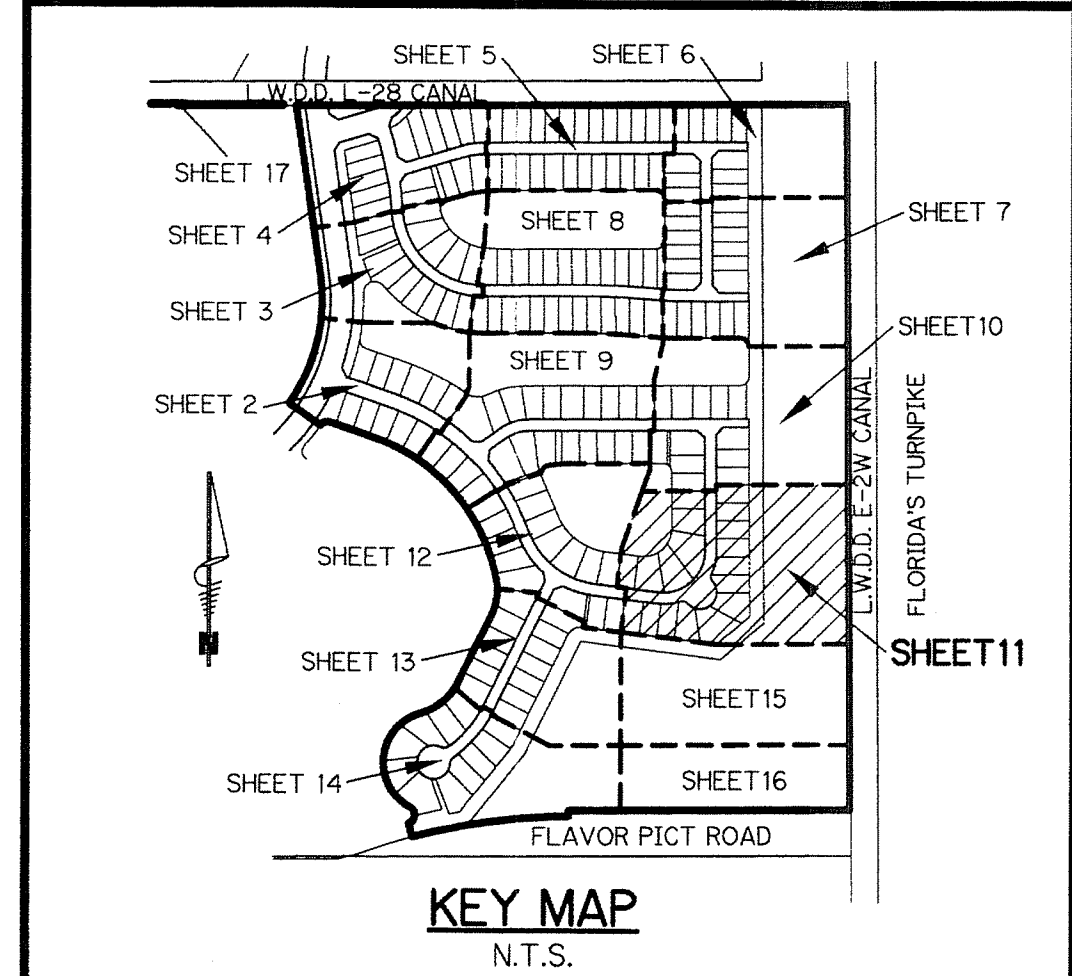 SHEET 5
SHEET 6
L.W.D.D. L-28 CANAL
SHEET 17
SHEET 8
SHEET 7
SHEET 4
SHEET 3
SHEET10
SHEET 9
SHEET 2
L.W.D.D. E-2W CANAL
FLORIDA'S TURNPIKE
SHEET 12
SHEET11
SHEET 13
SHEET15
SHEET 14
SHEET16
FLAVOR PICT ROAD
KEY MAP
N.T.S.